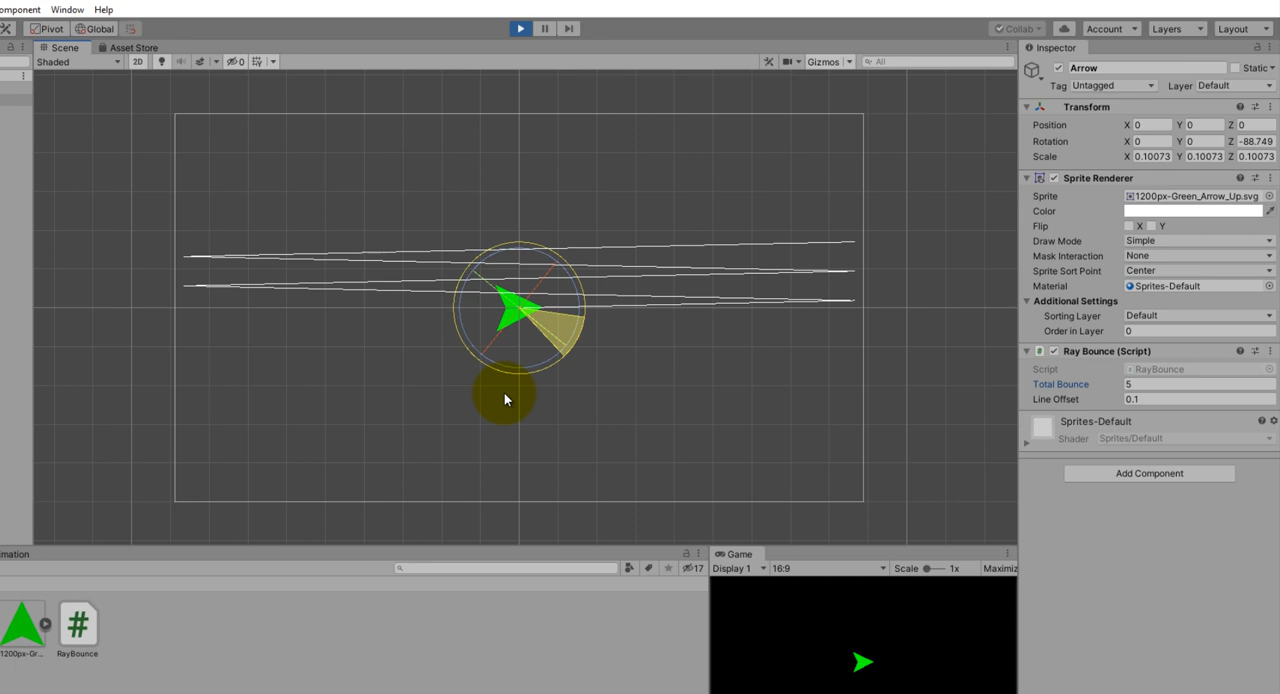 omponent Window Help
Pivot Global Collab Account Layers Layout
Scene Asset Store
Shaded 2D 0 Gizmos All
Inspector
Arrow Static
Tag Untagged Layer Default
Transform
Position X 0 Y 0 Z 0
Rotation X 0 Y 0 Z -88.749
Scale X 0.10073 Y 0.10073 Z 0.10073
Sprite Renderer
Sprite 1200px-Green_Arrow_Up.svg
Color
Flip X Y
Draw Mode Simple
Mask Interaction None
Sprite Sort Point Center
Material Sprites-Default
Additional Settings
Sorting Layer Default
Order in Layer 0
# Ray Bounce (Script)
Script RayBounce
Total Bounce 5
Line Offset 0.1
Sprites-Default
Shader Sprites/Default
Add Component
imation
17
1200px-Gr...
#
RayBounce
Game
Display 1 16:9 Scale 1x Maximiz